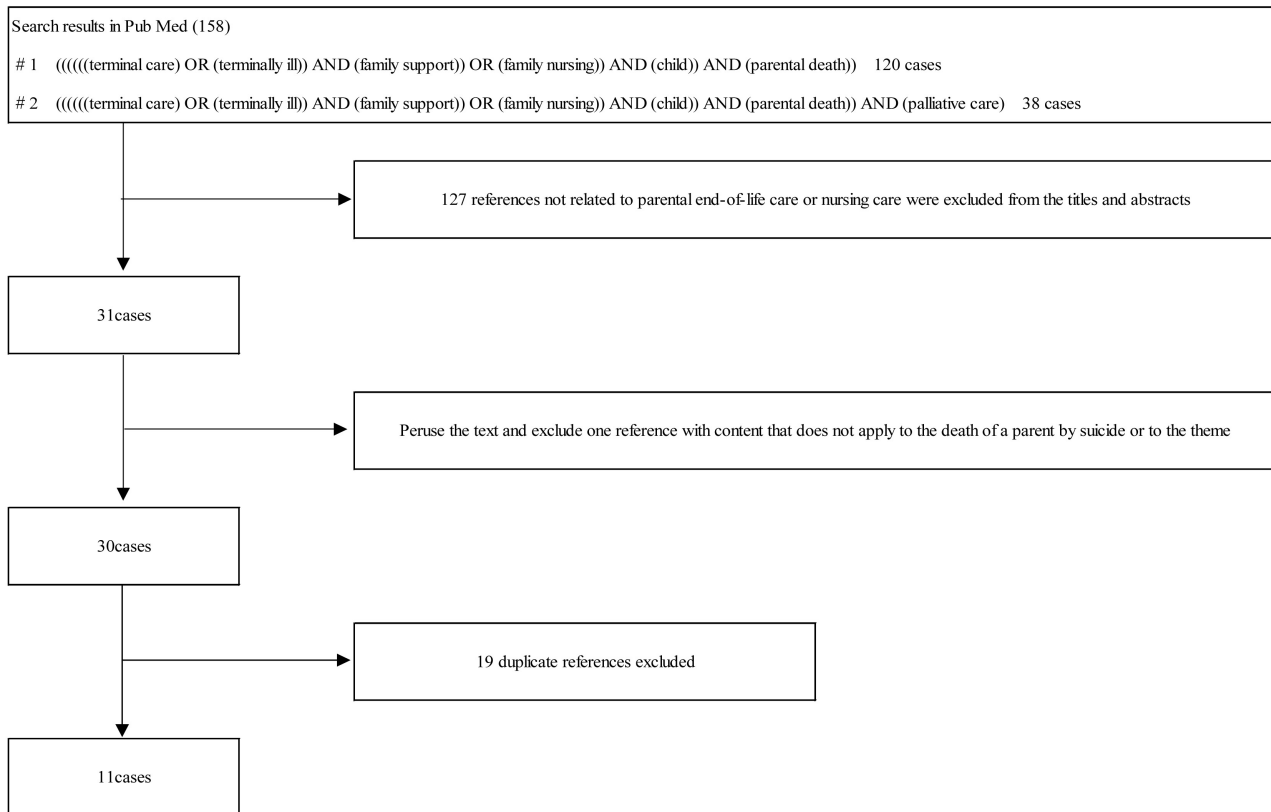 Search results in Pub Med (158)
# 1 ((((((terminal care) OR (terminally ill)) AND (family support)) OR (family nursing)) AND (child)) AND (parental death)) 120 cases
# 2 ((((((terminal care) OR (terminally ill)) AND (family support)) OR (family nursing)) AND (child)) AND (parental death)) AND (palliative care) 38 cases
127 references not related to parental end-of-life care or nursing care were excluded from the titles and abstracts
31cases
Peruse the text and exclude one reference with content that does not apply to the death of a parent by suicide or to the theme
30cases
19 duplicate references excluded
11cases